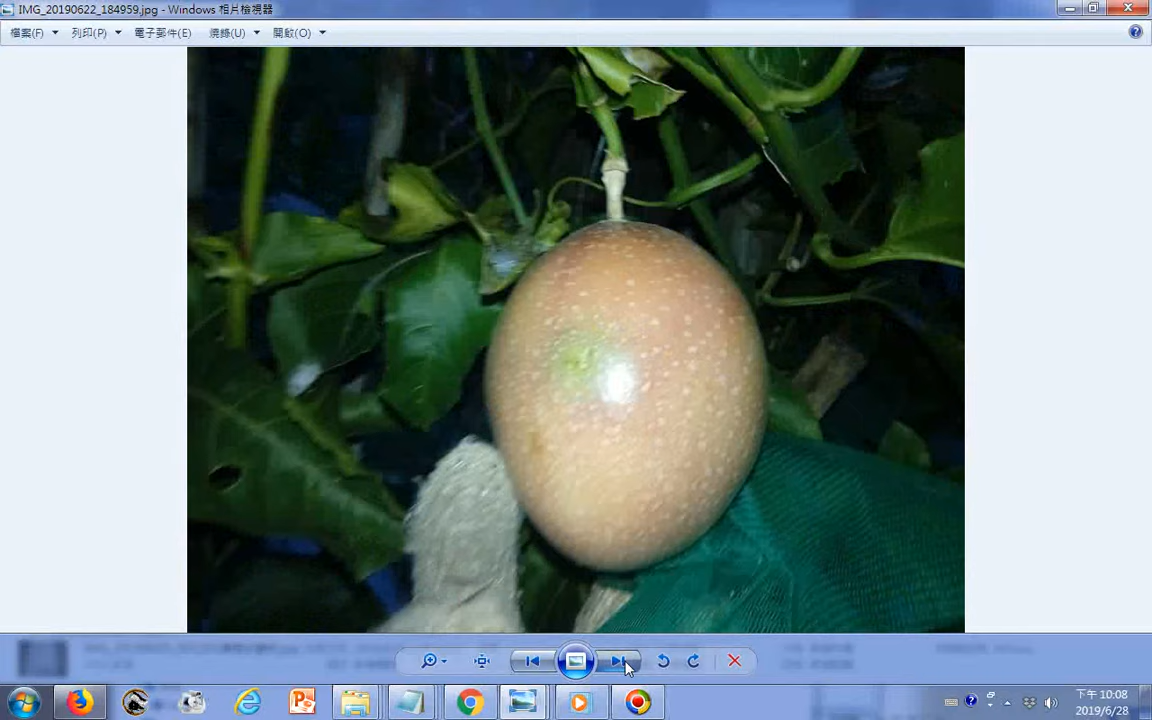 IMG_20190622_184959.jpg - Windows 相片檢視器
檔案(F) 列印(P) 電子郵件(E) 燒錄(U) 開啟(O)
下午 10:08
2019/6/28